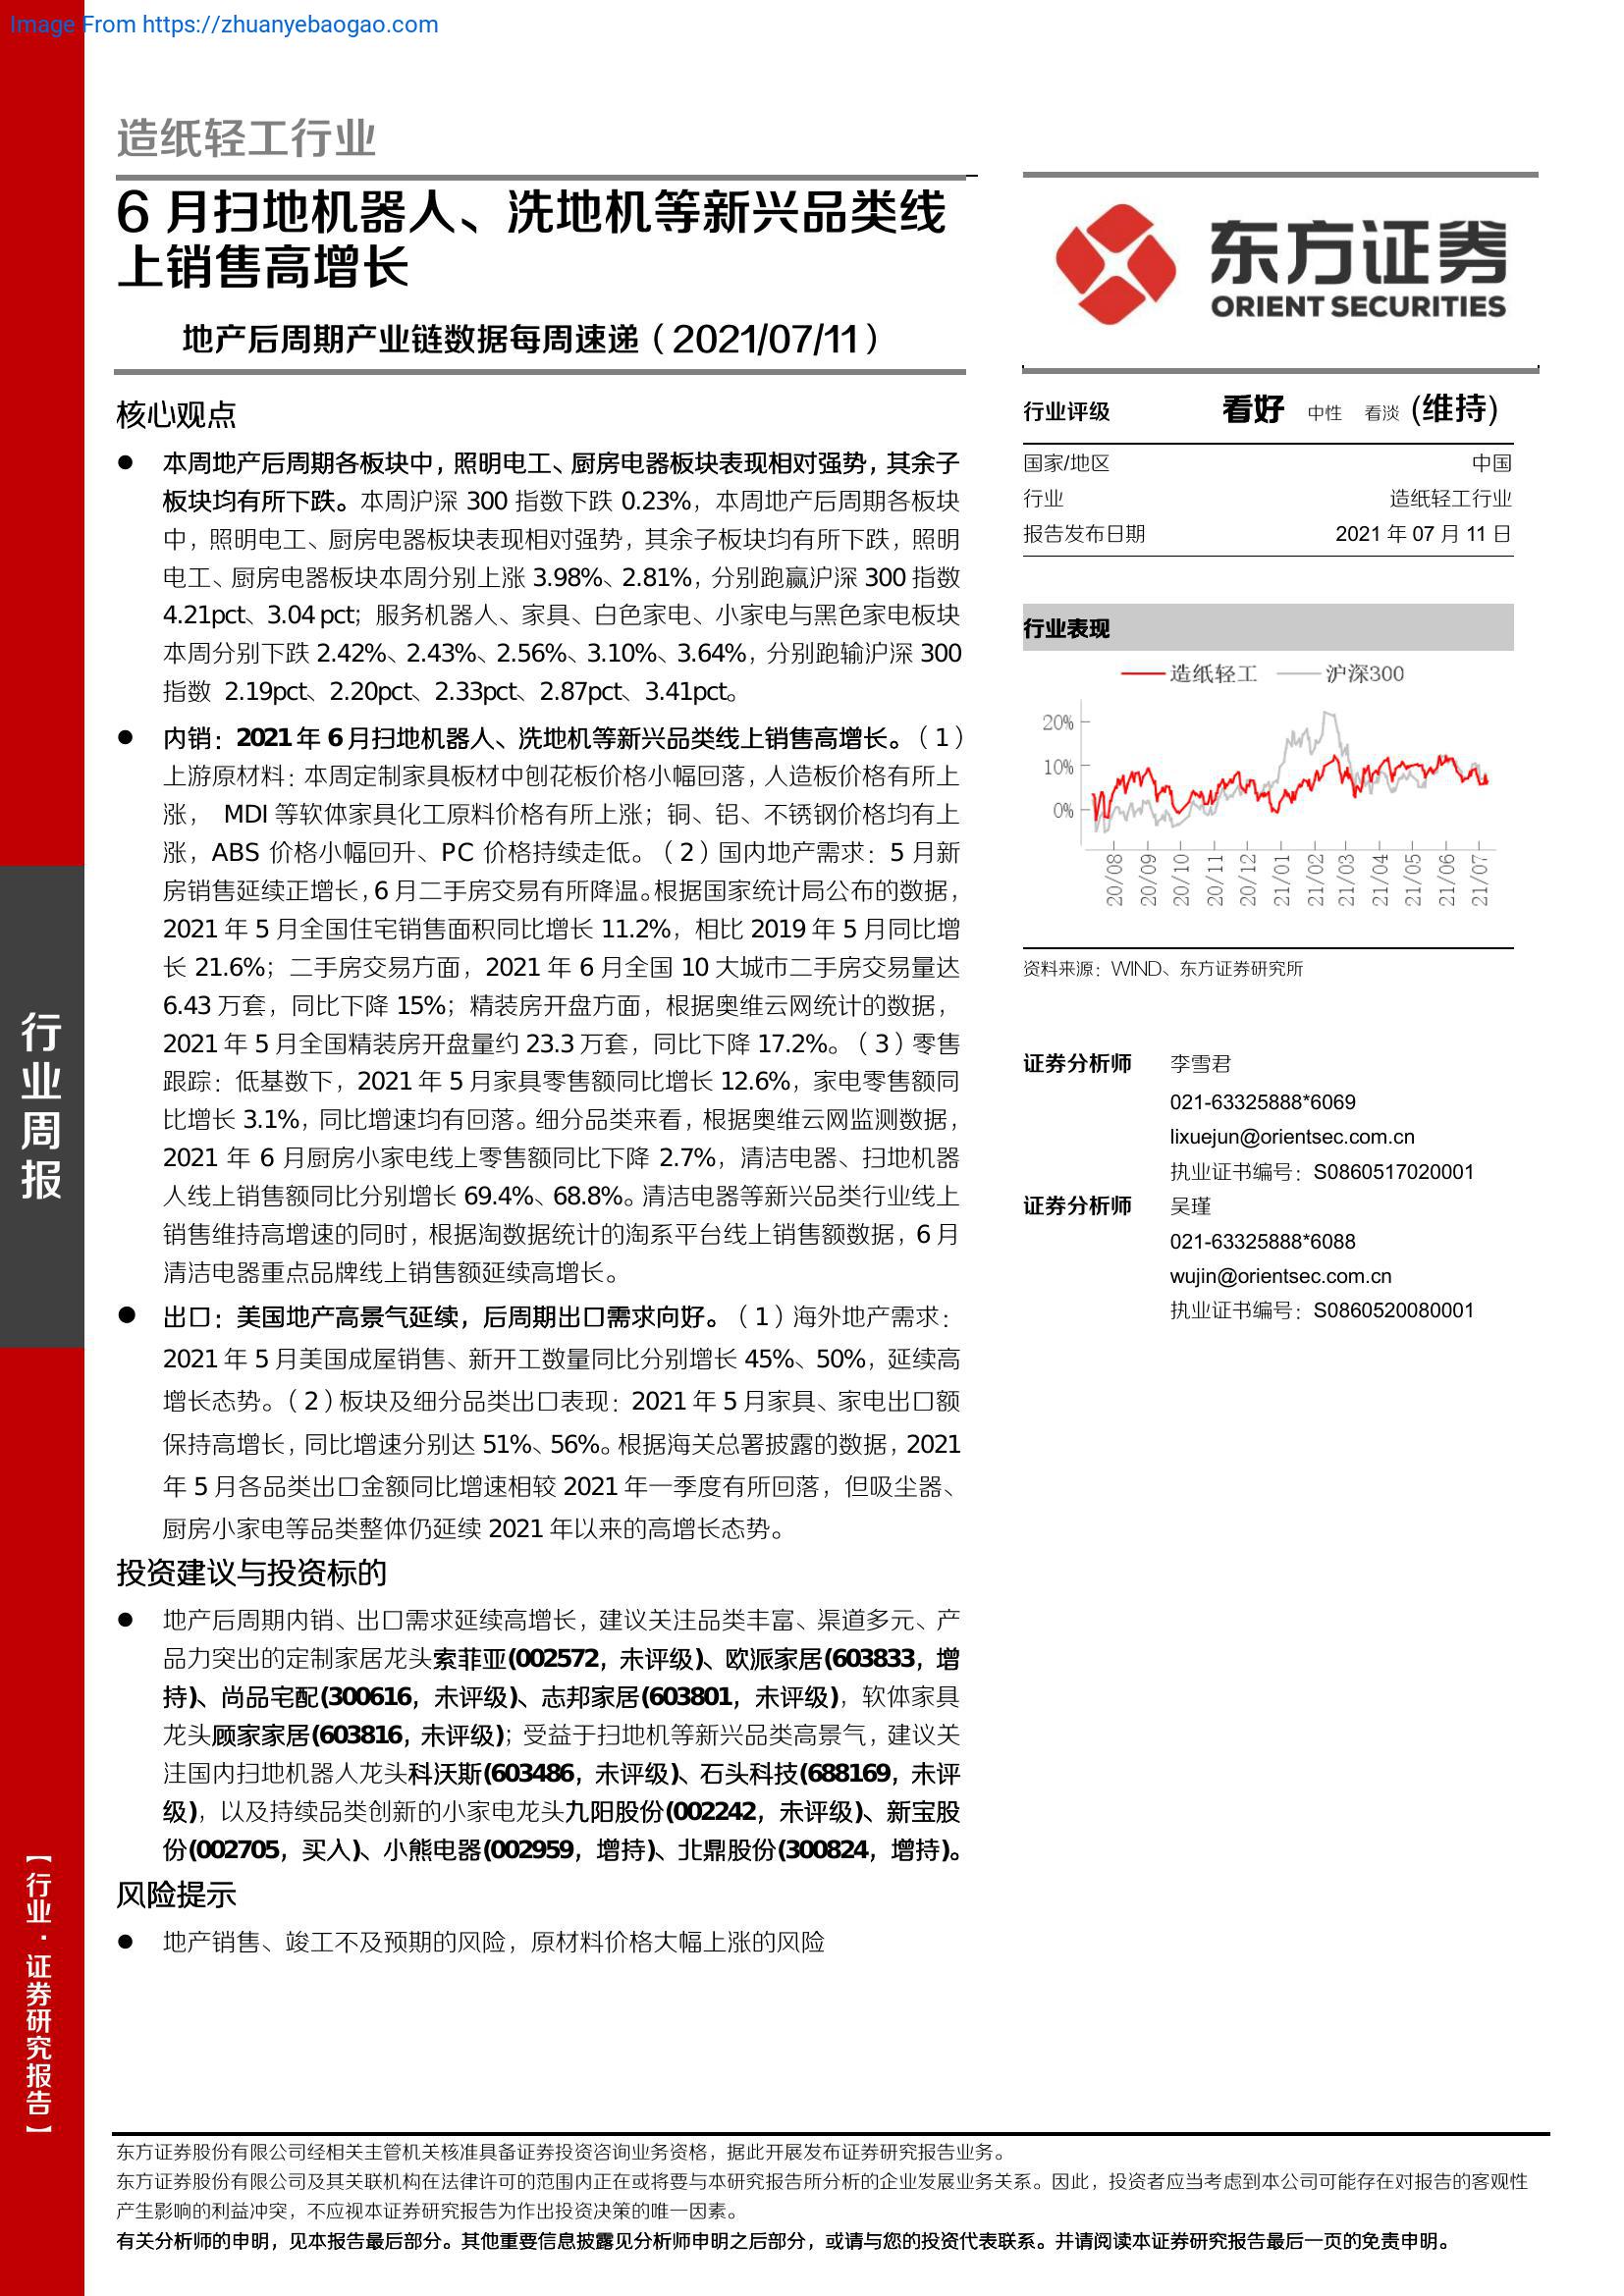 Image From https://zhuanyebaogao.com
造纸轻工行业
6 月扫地机器人、洗地机等新兴品类线
上销售高增长
地产后周期产业链数据每周速递（2021/07/11）
核心观点
● 本周地产后周期各板块中，照明电工、厨房电器板块表现相对强势，其余子
板块均有所下跌。本周沪深 300 指数下跌 0.23%，本周地产后周期各板块
中，照明电工、厨房电器板块表现相对强势，其余子板块均有所下跌，照明
电工、厨房电器板块本周分别上涨 3.98%、2.81%，分别跑赢沪深 300 指数
4.21pct、3.04 pct；服务机器人、家具、白色家电、小家电与黑色家电板块
本周分别下跌 2.42%、2.43%、2.56%、3.10%、3.64%，分别跑输沪深 300
指数 2.19pct、2.20pct、2.33pct、2.87pct、3.41pct。
● 内销：2021 年 6 月扫地机器人、洗地机等新兴品类线上销售高增长。（1）
上游原材料：本周定制家具板材中刨花板价格小幅回落，人造板价格有所上
涨， MDI 等软体家具化工原料价格有所上涨；铜、铝、不锈钢价格均有上
涨，ABS 价格小幅回升、PC 价格持续走低。（2）国内地产需求：5 月新
房销售延续正增长，6 月二手房交易有所降温。根据国家统计局公布的数据，
2021 年 5 月全国住宅销售面积同比增长 11.2%，相比 2019 年 5 月同比增
长 21.6%；二手房交易方面，2021 年 6 月全国 10 大城市二手房交易量达
6.43 万套，同比下降 15%；精装房开盘方面，根据奥维云网统计的数据，
2021 年 5 月全国精装房开盘量约 23.3 万套，同比下降 17.2%。（3）零售
跟踪：低基数下，2021 年 5 月家具零售额同比增长 12.6%，家电零售额同
比增长 3.1%，同比增速均有回落。细分品类来看，根据奥维云网监测数据，
2021 年 6 月厨房小家电线上零售额同比下降 2.7%，清洁电器、扫地机器
人线上销售额同比分别增长 69.4%、68.8%。清洁电器等新兴品类行业线上
销售维持高增速的同时，根据淘数据统计的淘系平台线上销售额数据，6 月
清洁电器重点品牌线上销售额延续高增长。
● 出口：美国地产高景气延续，后周期出口需求向好。（1）海外地产需求：
2021 年 5 月美国成屋销售、新开工数量同比分别增长 45%、50%，延续高
增长态势。（2）板块及细分品类出口表现：2021 年 5 月家具、家电出口额
保持高增长，同比增速分别达 51%、56%。根据海关总署披露的数据，2021
年 5 月各品类出口金额同比增速相较 2021 年一季度有所回落，但吸尘器、
厨房小家电等品类整体仍延续 2021 年以来的高增长态势。
投资建议与投资标的
● 地产后周期内销、出口需求延续高增长，建议关注品类丰富、渠道多元、产
品力突出的定制家居龙头索菲亚(002572，未评级)、欧派家居(603833，增
持)、尚品宅配(300616，未评级)、志邦家居(603801，未评级)，软体家具
龙头顾家家居(603816，未评级)；受益于扫地机等新兴品类高景气，建议关
注国内扫地机器人龙头科沃斯(603486，未评级)、石头科技(688169，未评
级)，以及持续品类创新的小家电龙头九阳股份(002242，未评级)、新宝股
份(002705，买入)、小熊电器(002959，增持)、北鼎股份(300824，增持)。
风险提示
● 地产销售、竣工不及预期的风险，原材料价格大幅上涨的风险
东方证券
ORIENT SECURITIES
行业评级 看好 中性 看淡 (维持)
国家/地区 中国
行业 造纸轻工行业
报告发布日期 2021 年 07 月 11 日
行业表现
造纸轻工 沪深300
20%
10%
0%
20/08 20/09 20/10 20/11 20/12 21/01 21/02 21/03 21/04 21/05 21/06 21/07
资料来源：WIND、东方证券研究所
证券分析师 李雪君
021-63325888*6069
lixuejun@orientsec.com.cn
执业证书编号：S0860517020001
证券分析师 吴瑾
021-63325888*6088
wujin@orientsec.com.cn
执业证书编号：S0860520080001
行业周报
【行业·证券研究报告】
东方证券股份有限公司经相关主管机关核准具备证券投资咨询业务资格，据此开展发布证券研究报告业务。
东方证券股份有限公司及其关联机构在法律许可的范围内正在或将要与本研究报告所分析的企业发展业务关系。因此，投资者应当考虑到本公司可能存在对报告的客观性
产生影响的利益冲突，不应视本证券研究报告为作出投资决策的唯一因素。
有关分析师的申明，见本报告最后部分。其他重要信息披露见分析师申明之后部分，或请与您的投资代表联系。并请阅读本证券研究报告最后一页的免责申明。